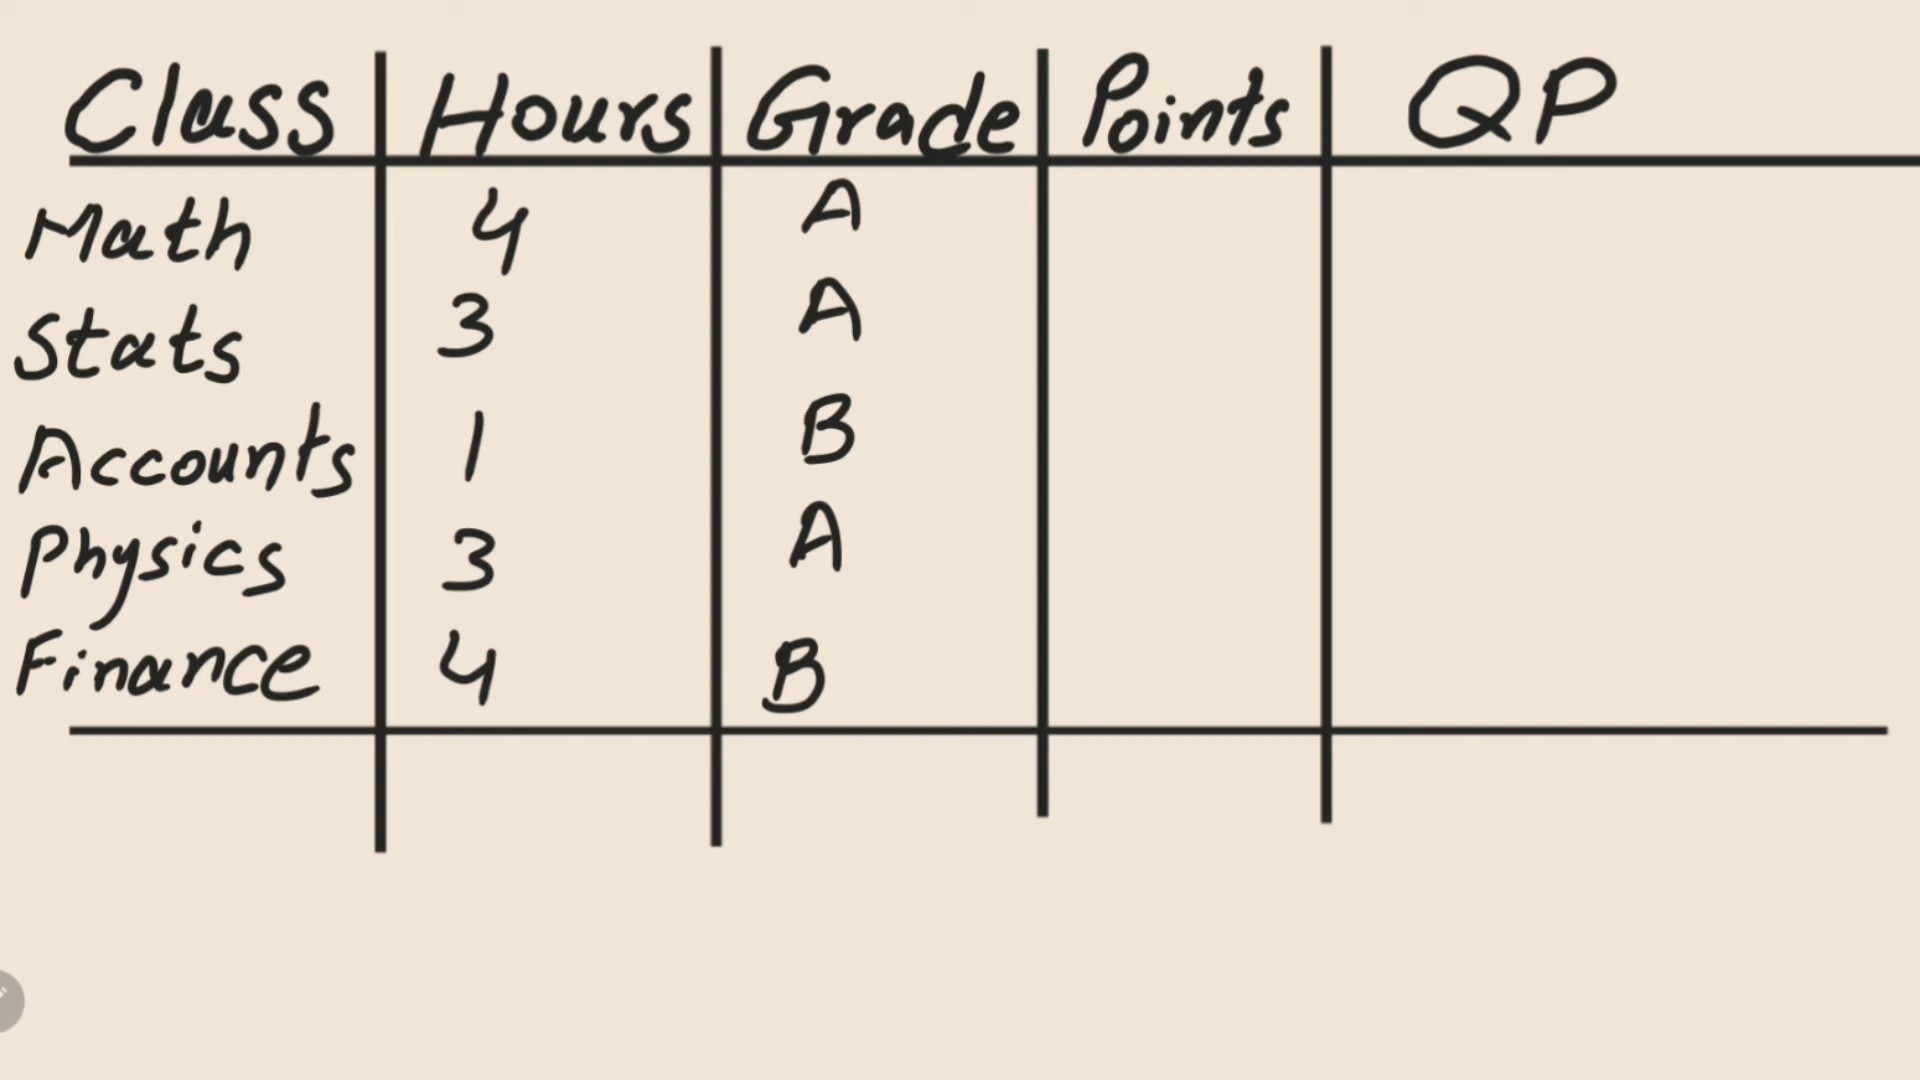 Class Hours Grade Points QP
Math 4 A
Stats 3 A
Accounts 1 B
Physics 3 A
Finance 4 B